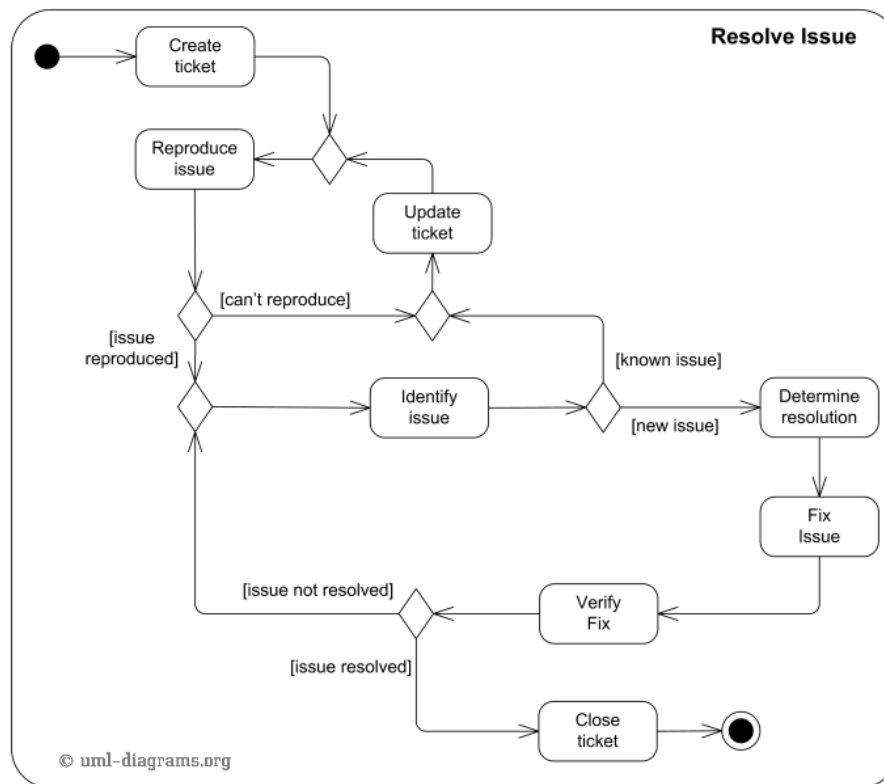 Resolve Issue
Create
ticket
Reproduce
issue
Update
ticket
[can't reproduce]
[issue
reproduced]
[known issue]
Identify
issue
Determine
resolution
[new issue]
Fix
Issue
[issue not resolved]
Verify
Fix
[issue resolved]
Close
ticket
© uml-diagrams.org